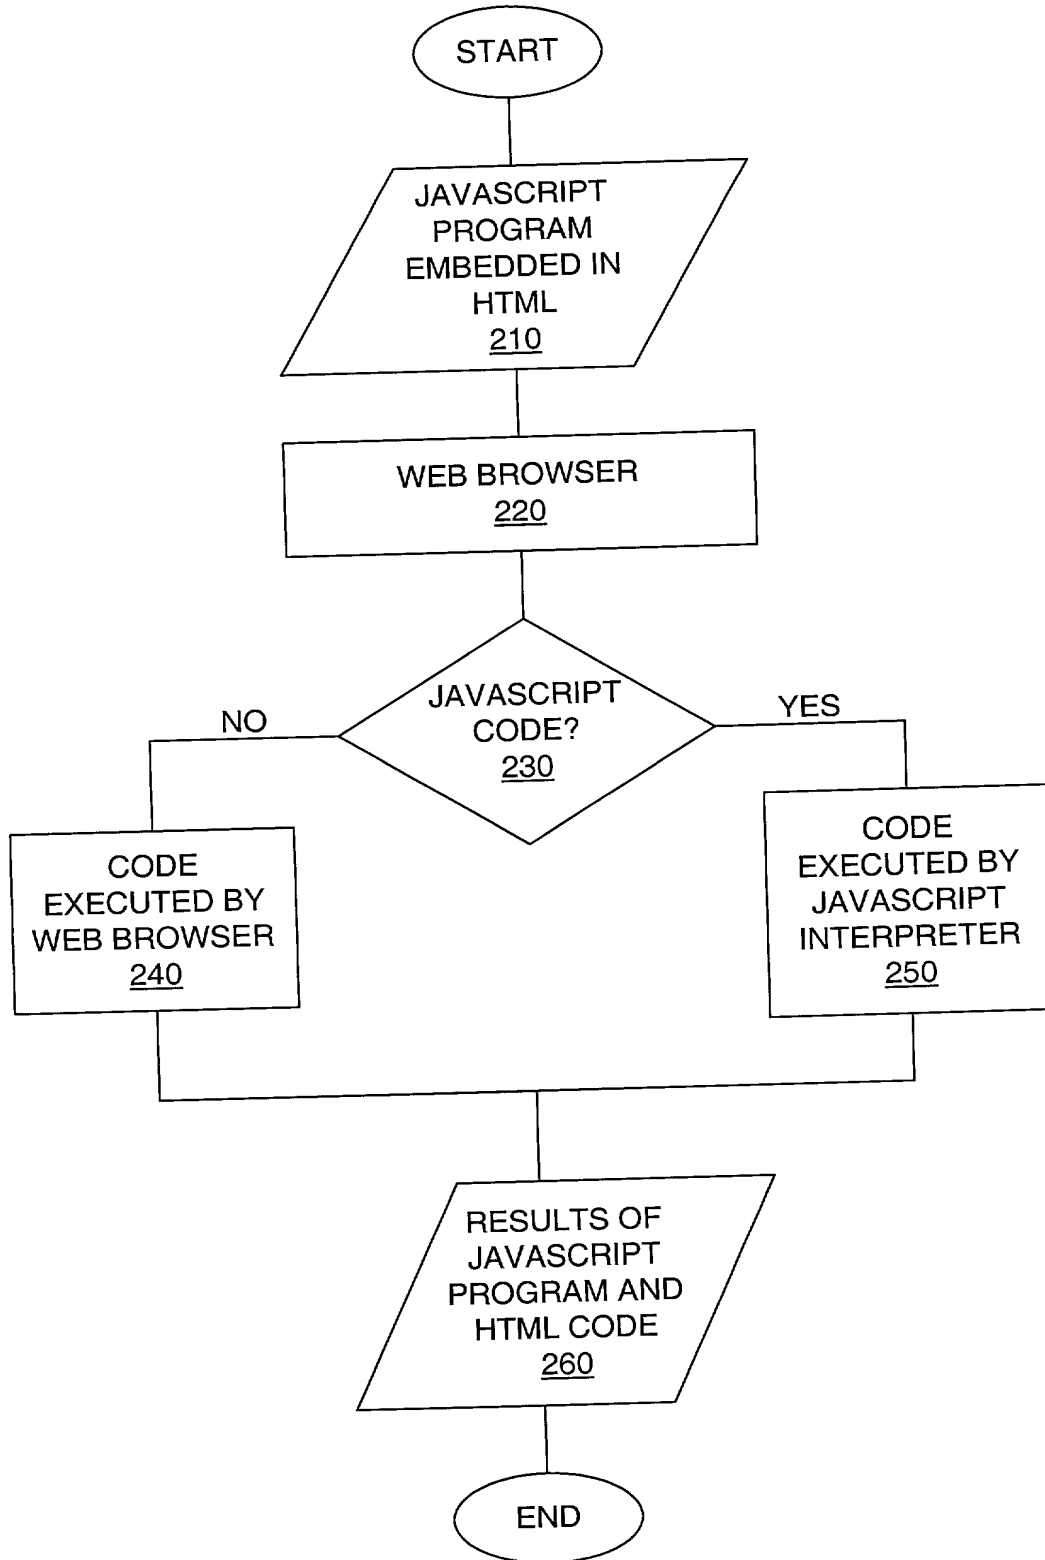 START
JAVASCRIPT
PROGRAM
EMBEDDED IN
HTML
210
WEB BROWSER
220
JAVASCRIPT
CODE?
230
NO
YES
CODE
EXECUTED BY
WEB BROWSER
240
CODE
EXECUTED BY
JAVASCRIPT
INTERPRETER
250
RESULTS OF
JAVASCRIPT
PROGRAM AND
HTML CODE
260
END